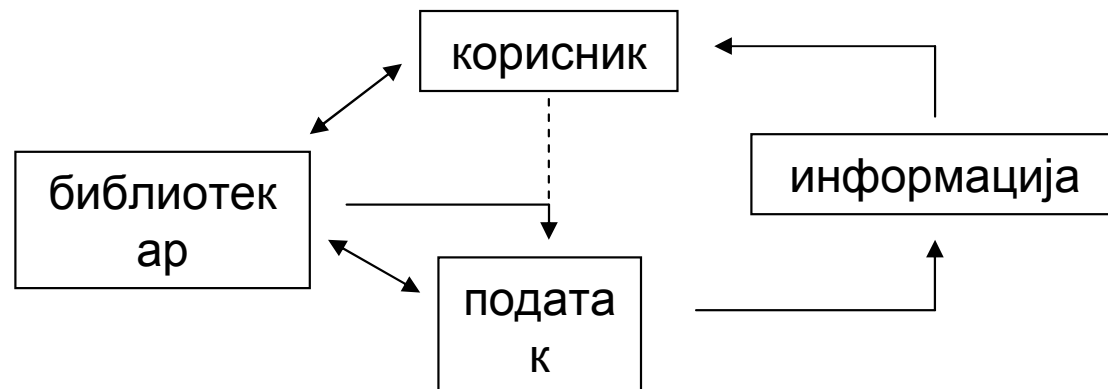 корисник
библиотек
ар
информација
подата
к